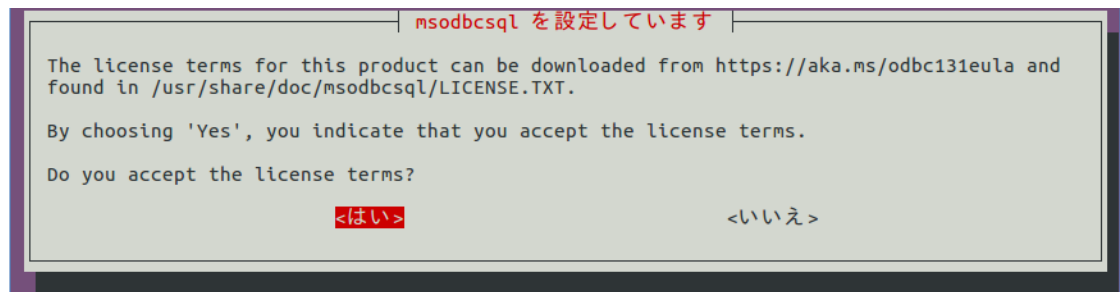 msodbcsql を設定しています
The license terms for this product can be downloaded from https://aka.ms/odbc131eula and
found in /usr/share/doc/msodbcsql/LICENSE.TXT.
By choosing 'Yes', you indicate that you accept the license terms.
Do you accept the license terms?
<はい> <いいえ>